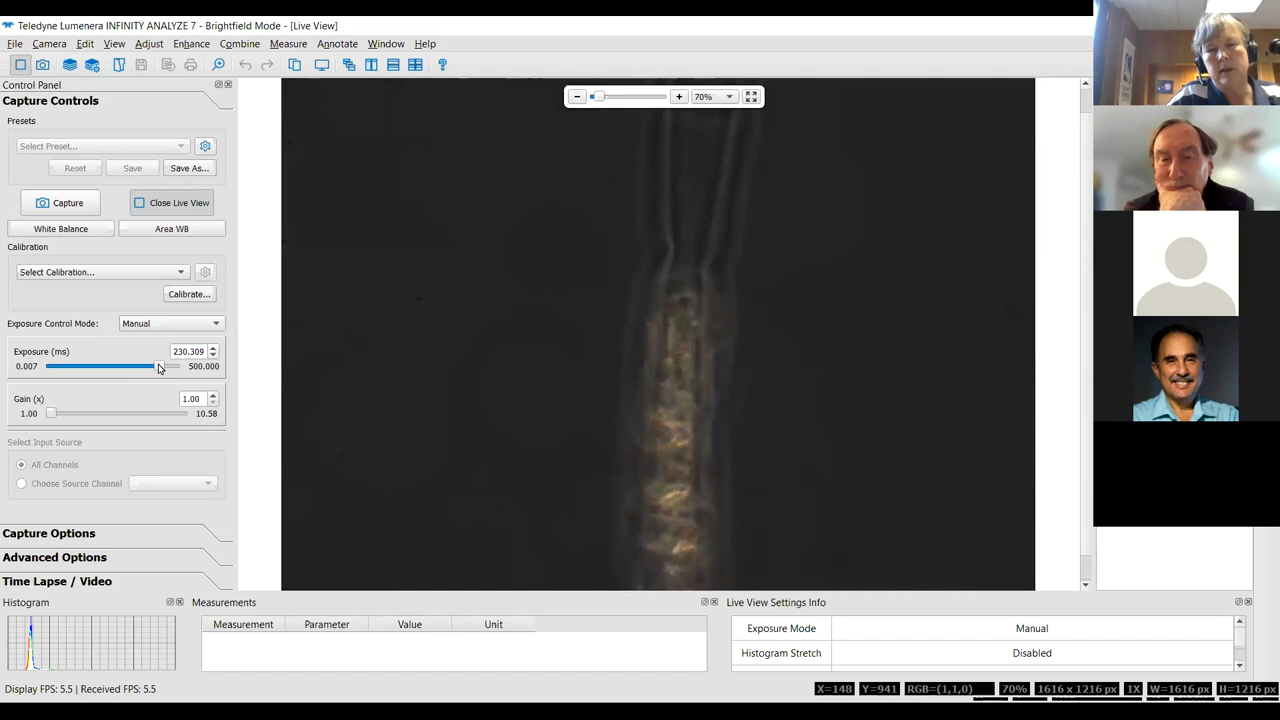 Teledyne Lumenera INFINITY ANALYZE 7 - Brightfield Mode - [Live View]
File Camera Edit View Adjust Enhance Combine Measure Annotate Window Help
Control Panel
Capture Controls
70%
Presets
Select Preset...
Reset Save Save As...
Capture Close Live View
White Balance Area WB
Calibration
Select Calibration...
Calibrate...
Exposure Control Mode: Manual
Exposure (ms) 230.309
0.007 500.000
Gain (x) 1.00
1.00 10.58
Select Input Source
All Channels
Choose Source Channel
Capture Options
Advanced Options
Time Lapse / Video
Histogram Measurements Live View Settings Info
Measurement Parameter Value Unit
Exposure Mode Manual
Histogram Stretch Disabled
Display FPS: 5.5 | Received FPS: 5.5
X=148 Y=941 RGB=(1,1,0) 70% 1616 x 1216 px 1X W=1616 px H=1216 px